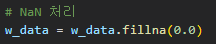 # NaN 처리
w_data = w_data.fillna(0.0)